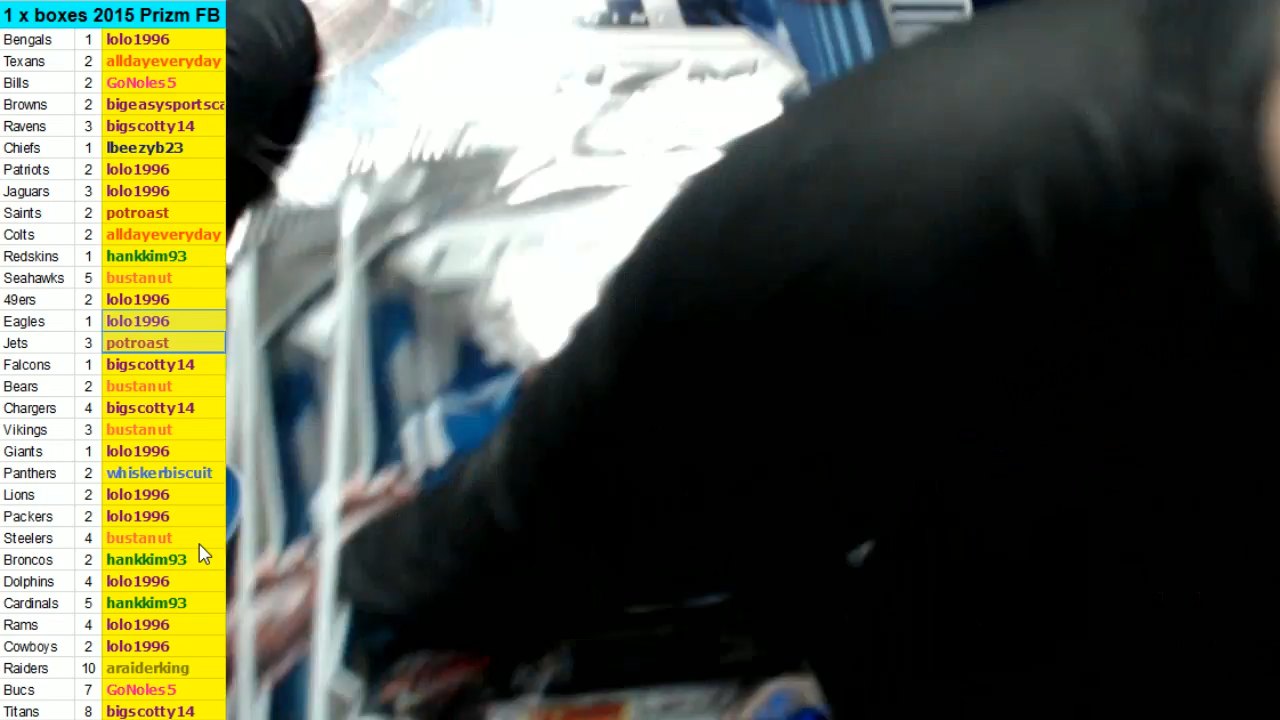 1 x boxes 2015 Prizm FB
Bengals 1 lolo1996
Texans 2 alldayeveryday
Bills 2 GoNoles5
Browns 2 bigeasysportsca
Ravens 3 bigscotty14
Chiefs 1 lbeezyb23
Patriots 2 lolo1996
Jaguars 3 lolo1996
Saints 2 potroast
Colts 2 alldayeveryday
Redskins 1 hankkim93
Seahawks 5 bustanut
49ers 2 lolo1996
Eagles 1 lolo1996
Jets 3 potroast
Falcons 1 bigscotty14
Bears 2 bustanut
Chargers 4 bigscotty14
Vikings 3 bustanut
Giants 1 lolo1996
Panthers 2 whiskerbiscuit
Lions 2 lolo1996
Packers 2 lolo1996
Steelers 4 bustanut
Broncos 2 hankkim93
Dolphins 4 lolo1996
Cardinals 5 hankkim93
Rams 4 lolo1996
Cowboys 2 lolo1996
Raiders 10 araiderking
Bucs 7 GoNoles5
Titans 8 bigscotty14